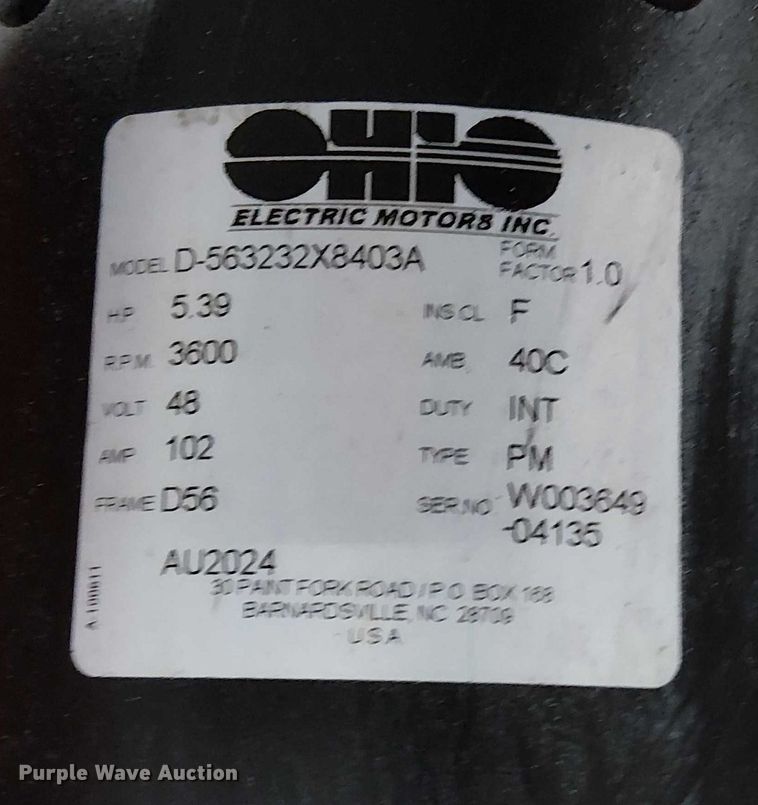 OHIO
ELECTRIC MOTORS INC.
MODEL D-563232X8403A FORM FACTOR 1.0
H.P. 5.39 INS CL F
R.P.M. 3600 AMB. 40C
VOLT 48 DUTY INT
AMP 102 TYPE PM
FRAME D56 SER.NO W003649
-04135
AU2024
30 PAINT FORK ROAD / P.O. BOX 168
BARNARDSVILLE, NC 28709
USA
A 100611
Purple Wave Auction